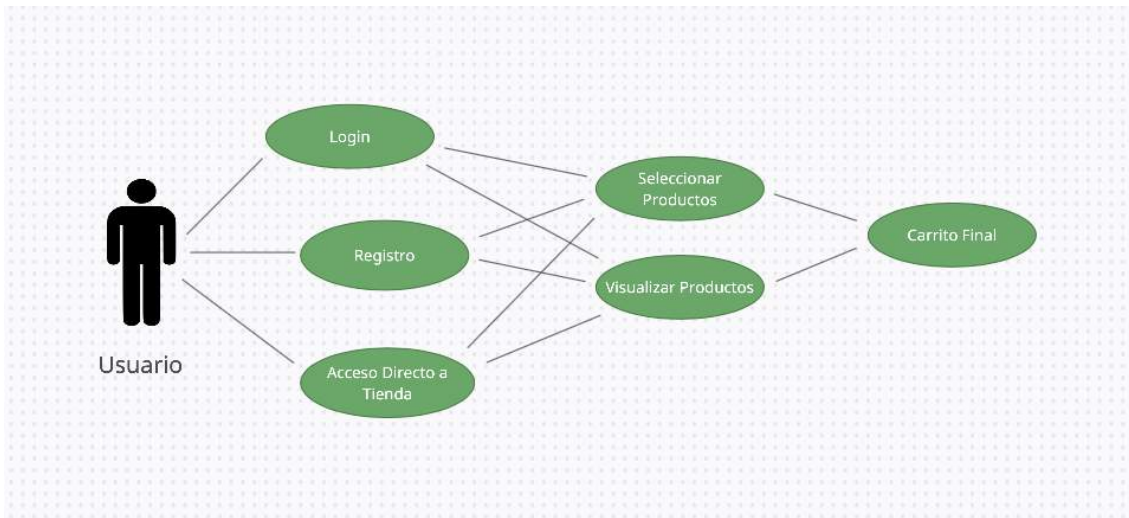 Login
Seleccionar
Productos
Carrito Final
Registro
Visualizar Productos
Usuario
Acceso Directo a
Tienda